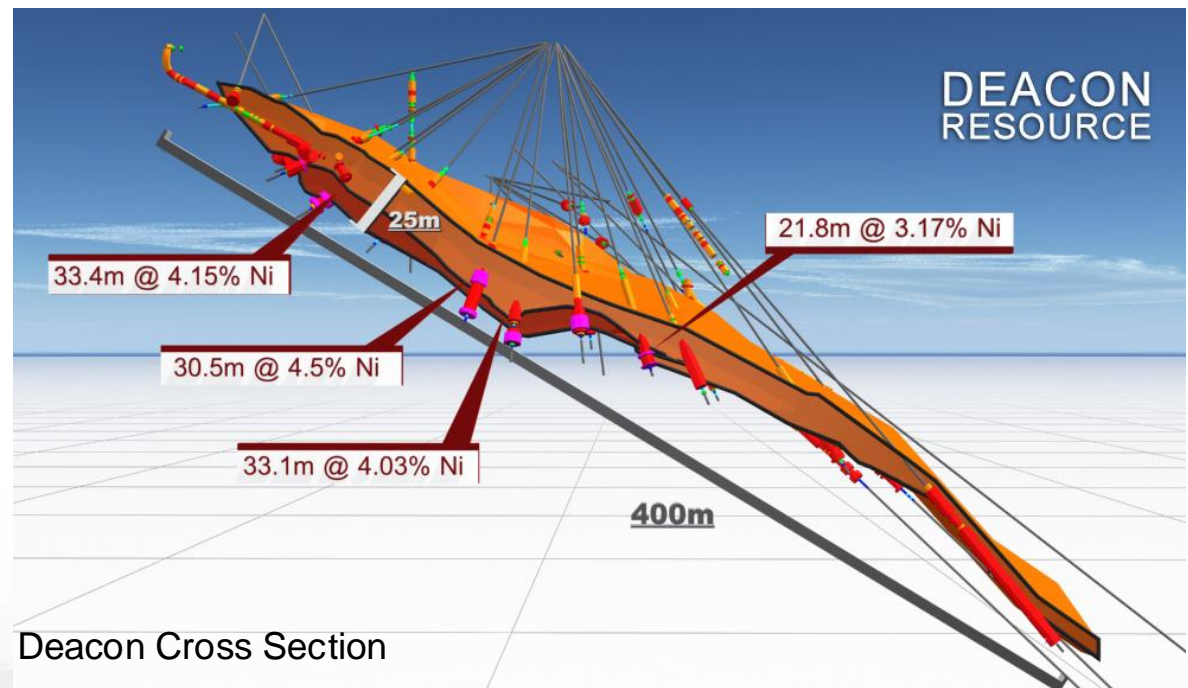 DEACON
RESOURCE
25m
21.8m @ 3.17% Ni
33.4m @ 4.15% Ni
30.5m @ 4.5% Ni
33.1m @ 4.03% Ni
400m
Deacon Cross Section